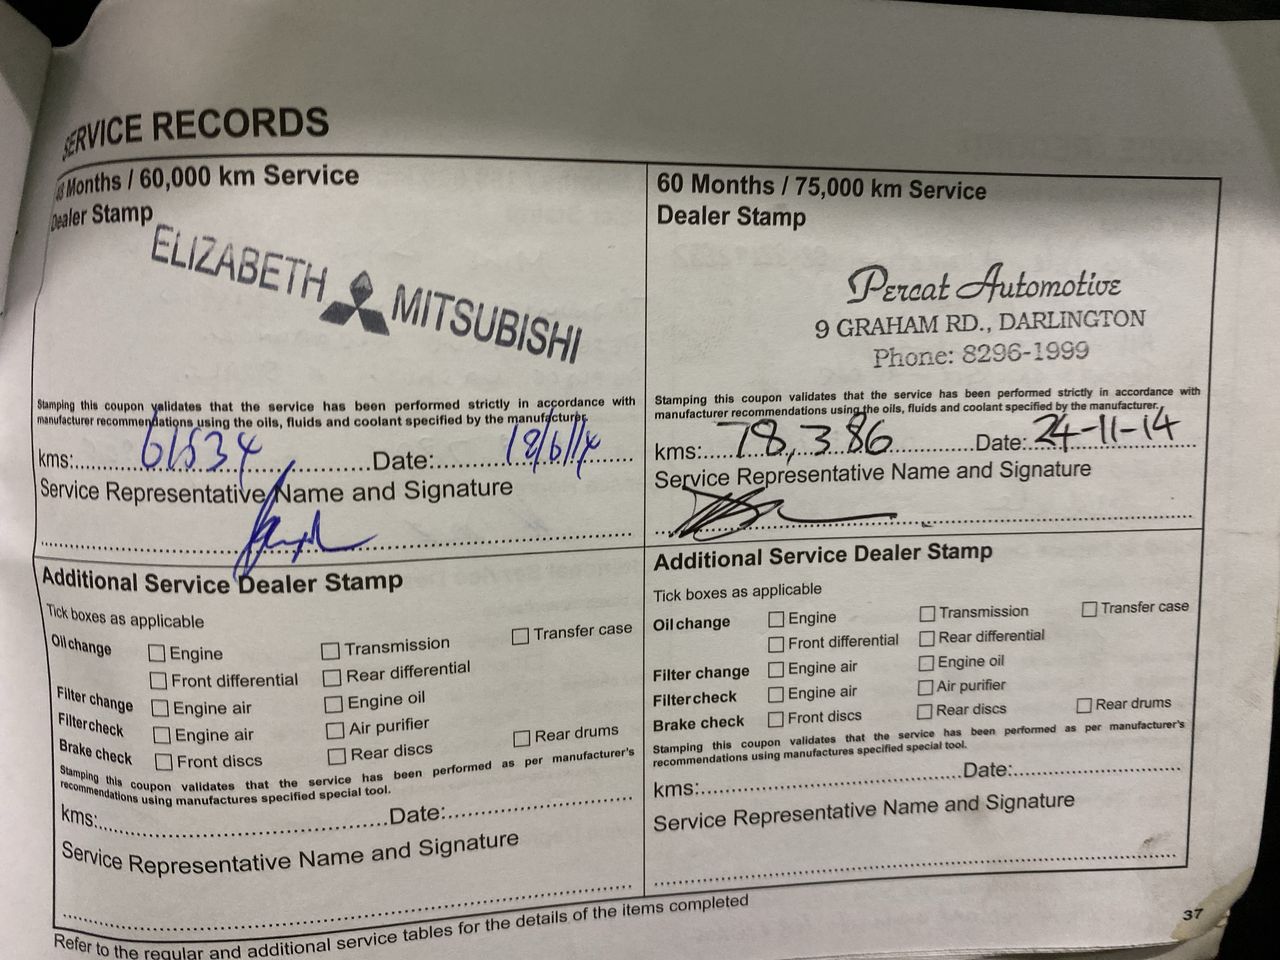 SERVICE RECORDS
48 Months / 60,000 km Service
Dealer Stamp
ELIZABETH MITSUBISHI
Stamping this coupon validates that the service has been performed strictly in accordance with
manufacturer recommendations using the oils, fluids and coolant specified by the manufacturer.
kms: 61534 Date: 18/6/14
Service Representative Name and Signature
Additional Service Dealer Stamp
Tick boxes as applicable
Oil change Engine Transmission Transfer case
Front differential Rear differential
Filter change Engine air Engine oil
Filter check Engine air Air purifier
Brake check Front discs Rear discs Rear drums
Stamping this coupon validates that the service has been performed as per manufacturer's
recommendations using manufactures specified special tool.
kms: Date:
Service Representative Name and Signature
60 Months / 75,000 km Service
Dealer Stamp
Percat Automotive
9 GRAHAM RD., DARLINGTON
Phone: 8296-1999
Stamping this coupon validates that the service has been performed strictly in accordance with
manufacturer recommendations using the oils, fluids and coolant specified by the manufacturer.
kms: 78,386 Date: 24-11-14
Service Representative Name and Signature
Additional Service Dealer Stamp
Tick boxes as applicable
Oil change Engine Transmission Transfer case
Front differential Rear differential
Filter change Engine air Engine oil
Filter check Engine air Air purifier
Brake check Front discs Rear discs Rear drums
Stamping this coupon validates that the service has been performed as per manufacturer's
recommendations using manufactures specified special tool.
kms: Date:
Service Representative Name and Signature
Refer to the regular and additional service tables for the details of the items completed
37